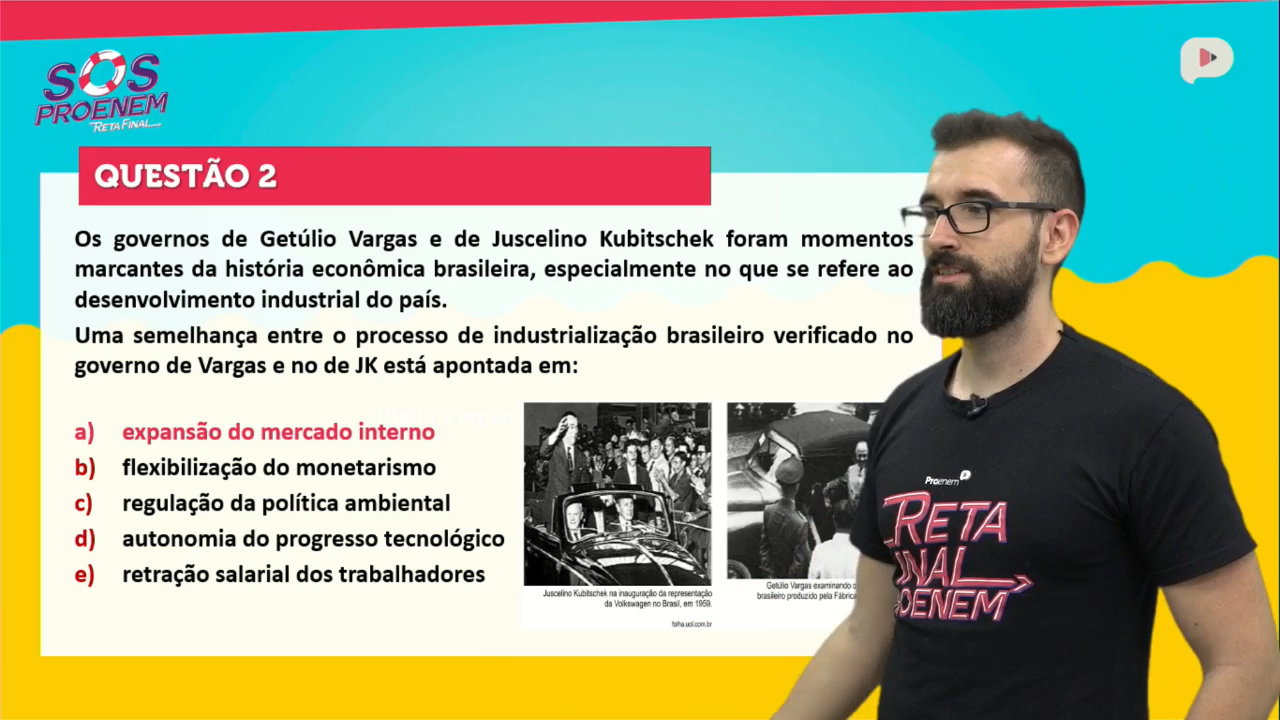 SOS
PROENEM
RETA FINAL
QUESTÃO 2
Os governos de Getúlio Vargas e de Juscelino Kubitschek foram momentos
marcantes da história econômica brasileira, especialmente no que se refere ao
desenvolvimento industrial do país.
Uma semelhança entre o processo de industrialização brasileiro verificado no
governo de Vargas e no de JK está apontada em:
a) expansão do mercado interno
b) flexibilização do monetarismo
c) regulação da política ambiental
d) autonomia do progresso tecnológico
e) retração salarial dos trabalhadores
Juscelino Kubitschek na inauguração da representação
da Volkswagen no Brasil, em 1959.
folha.uol.com.br
Getúlio Vargas examinando
brasileiro produzido pela Fábrica
Proenem
RETA
FINAL
PROENEM